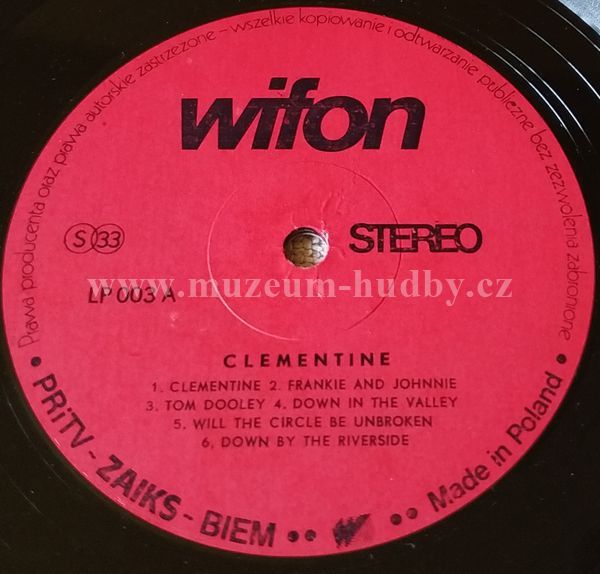 Prawa producenta oraz prawa autorskie zastrzeżone – wszelkie kopiowanie i odtwarzanie publiczne bez zezwolenia zabronione
wifon
S 33
STEREO
www.muzeum-hudby.cz
LP 003 A
CLEMENTINE
1. CLEMENTINE 2. FRANKIE AND JOHNNIE
3. TOM DOOLEY 4. DOWN IN THE VALLEY
5. WILL THE CIRCLE BE UNBROKEN
6, DOWN BY THE RIVERSIDE
• PRiTV - ZAIKS - BIEM •• •• Made in Poland •